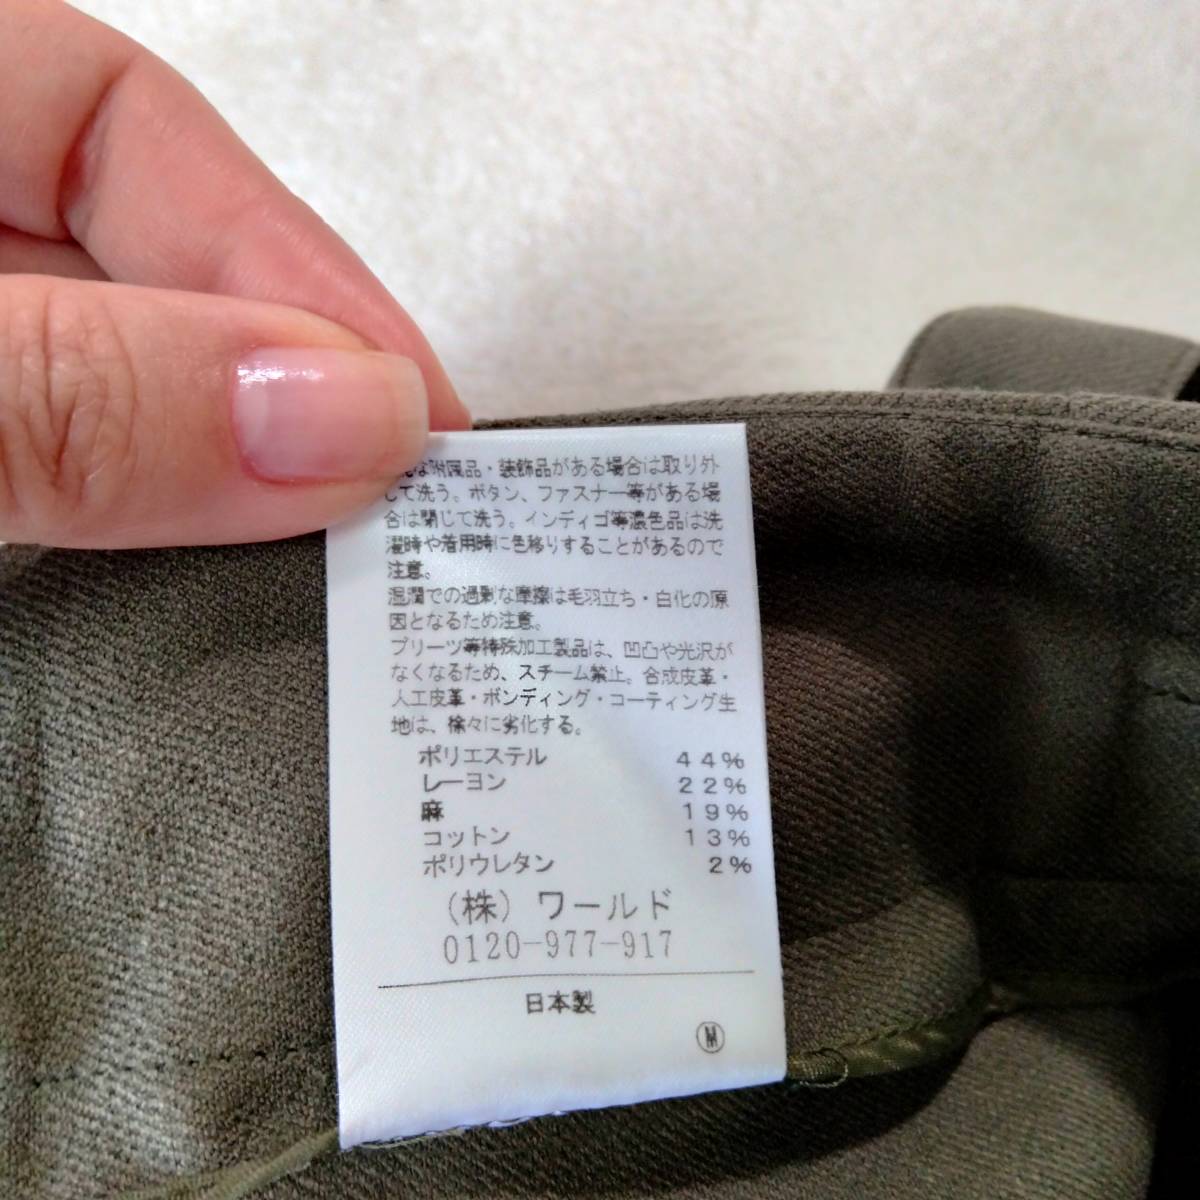 な附属品・装飾品がある場合は取り外
して洗う。ボタン、ファスナー等がある場
合は閉じて洗う。インディゴ等濃色品は洗
濯時や着用時に色移りすることがあるので
注意。
湿潤での過剰な摩擦は毛羽立ち・白化の原
因となるため注意。
プリーツ等特殊加工製品は、凹凸や光沢が
なくなるため、スチーム禁止。合成皮革・
人工皮革・ボンディング・コーティング生
地は、徐々に劣化する。
ポリエステル 44%
レーヨン 22%
麻 19%
コットン 13%
ポリウレタン 2%
(株) ワールド
0120-977-917
日本製
M